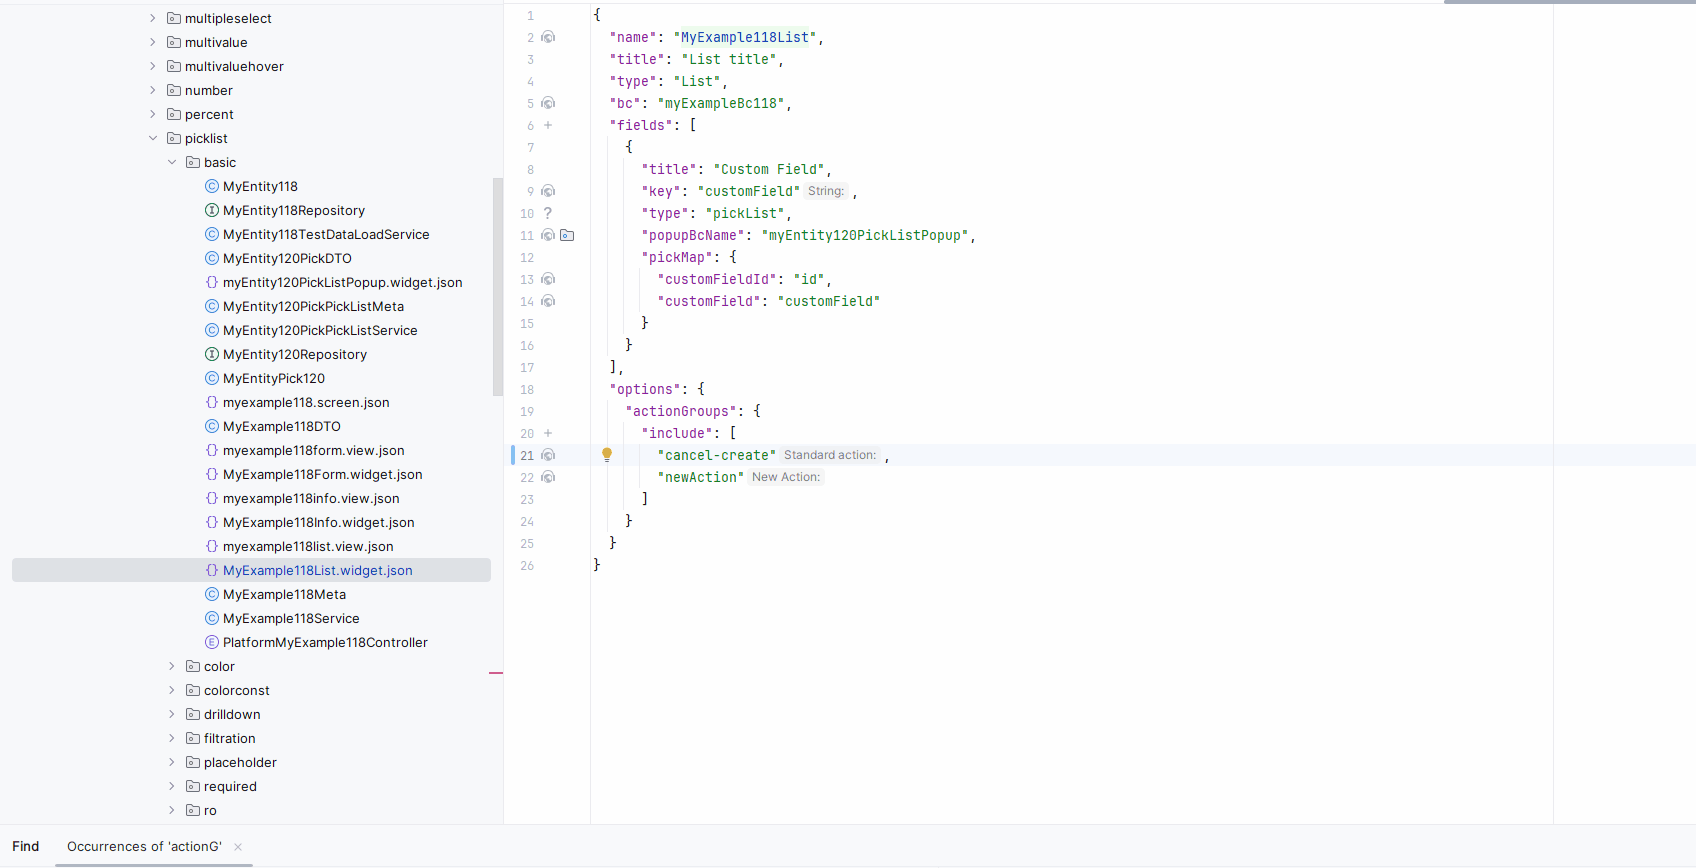 multipleselect
multivalue
multivaluehover
number
percent
picklist
basic
MyEntity118
MyEntity118Repository
MyEntity118TestDataLoadService
MyEntity120PickDTO
myEntity120PickListPopup.widget.json
MyEntity120PickPickListMeta
MyEntity120PickPickListService
MyEntity120Repository
MyEntityPick120
myexample118.screen.json
MyExample118DTO
myexample118form.view.json
MyExample118Form.widget.json
myexample118info.view.json
MyExample118Info.widget.json
myexample118list.view.json
MyExample118List.widget.json
MyExample118Meta
MyExample118Service
PlatformMyExample118Controller
color
colorconst
drilldown
filtration
placeholder
required
ro
1 {
2 "name": "MyExample118List",
3 "title": "List title",
4 "type": "List",
5 "bc": "myExampleBc118",
6 + "fields": [
7 {
8 "title": "Custom Field",
9 "key": "customField" String: ,
10 ? "type": "pickList",
11 "popupBcName": "myEntity120PickListPopup",
12 "pickMap": {
13 "customFieldId": "id",
14 "customField": "customField"
15 }
16 }
17 ],
18 "options": {
19 "actionGroups": {
20 + "include": [
21 "cancel-create" Standard action: ,
22 "newAction" New Action:
23 ]
24 }
25 }
26 }
Find Occurrences of 'actionG' ×